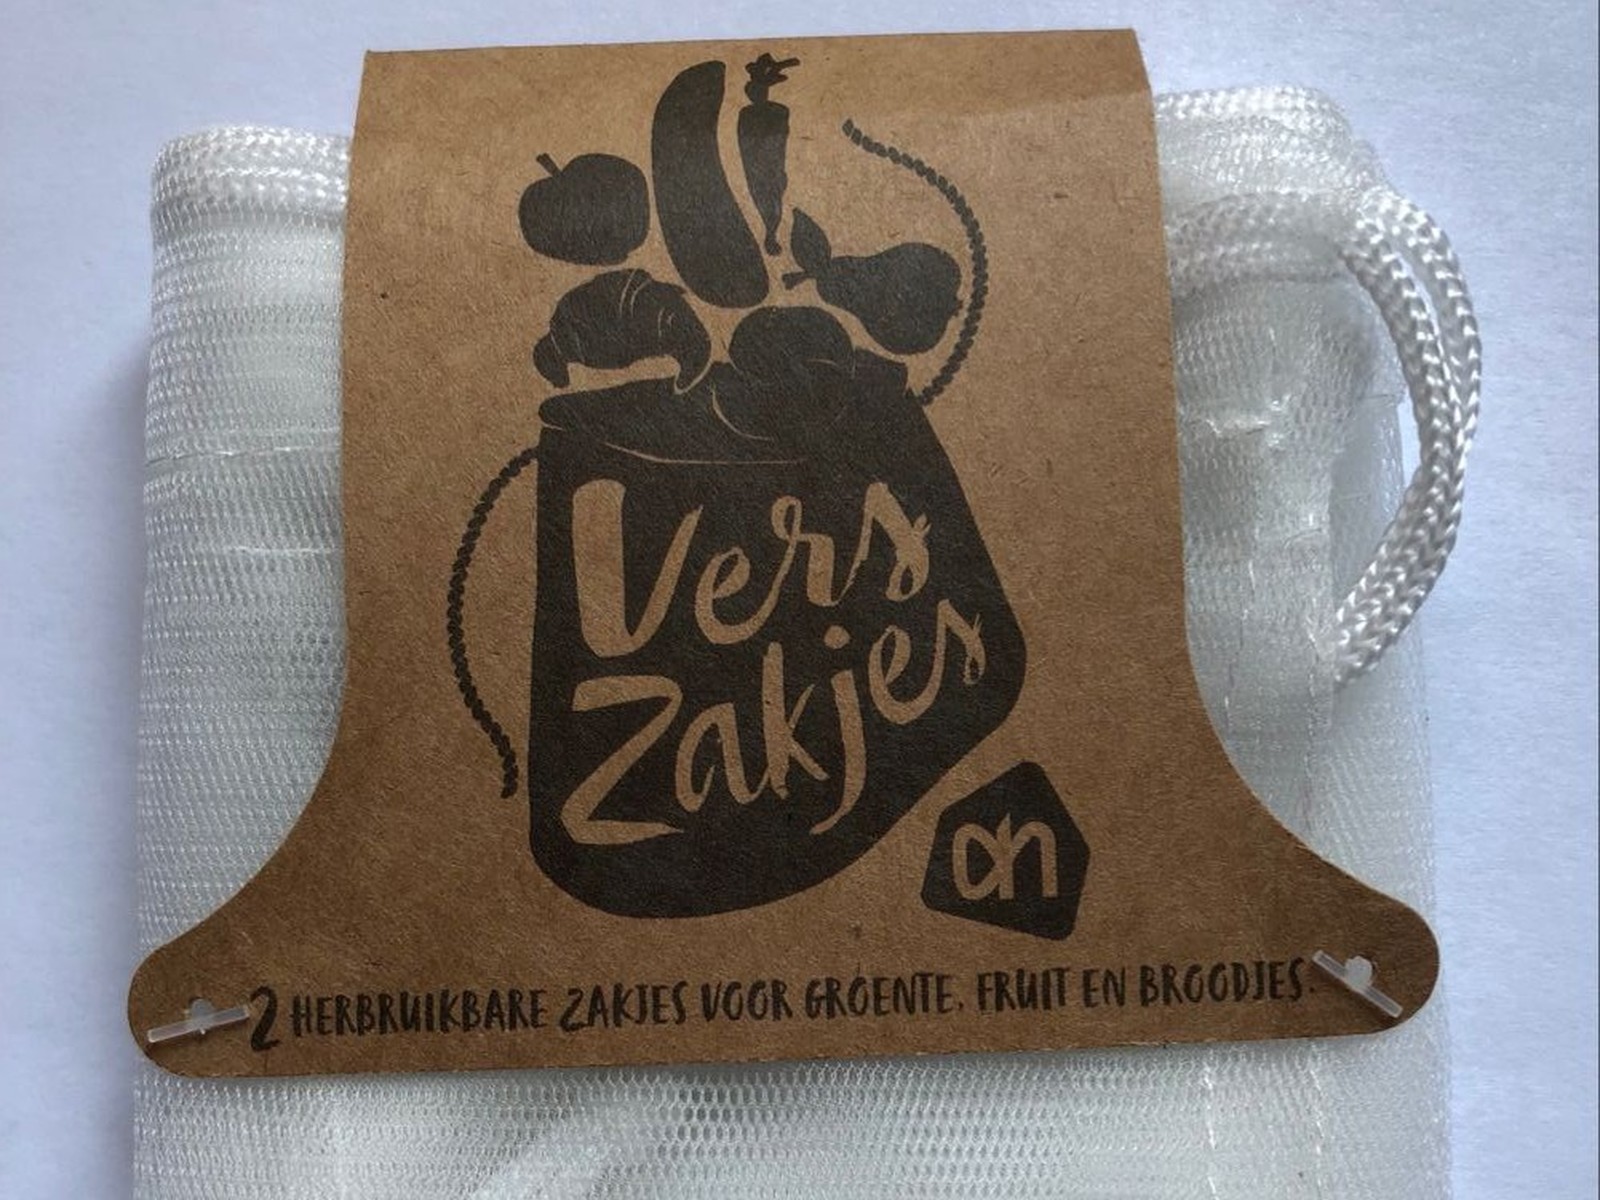 Vers
Zakjes
ah
2 HERBRUIKBARE ZAKJES VOOR GROENTE, FRUIT EN BROODJES.